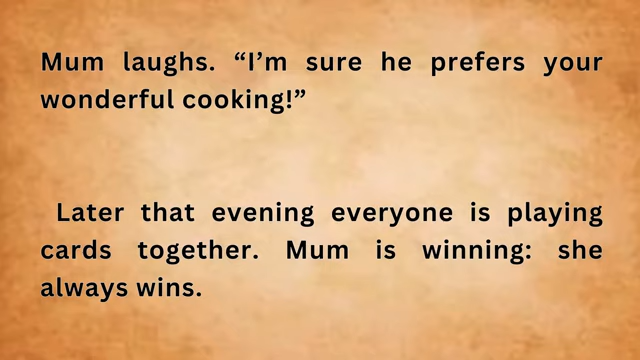 Mum laughs. “I’m sure he prefers your
wonderful cooking!”
Later that evening everyone is playing
cards together. Mum is winning: she
always wins.